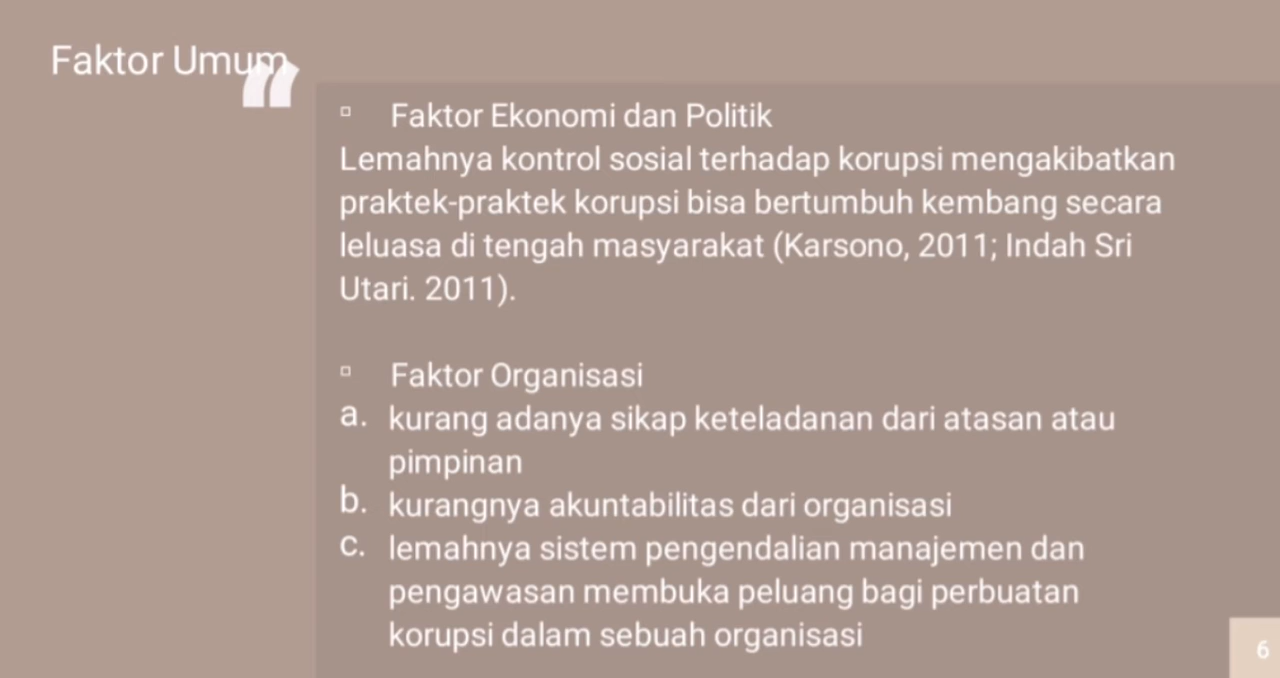 Faktor Umum
“
▫ Faktor Ekonomi dan Politik
Lemahnya kontrol sosial terhadap korupsi mengakibatkan
praktek-praktek korupsi bisa bertumbuh kembang secara
leluasa di tengah masyarakat (Karsono, 2011; Indah Sri
Utari. 2011).
▫ Faktor Organisasi
a. kurang adanya sikap keteladanan dari atasan atau
pimpinan
b. kurangnya akuntabilitas dari organisasi
c. lemahnya sistem pengendalian manajemen dan
pengawasan membuka peluang bagi perbuatan
korupsi dalam sebuah organisasi
6